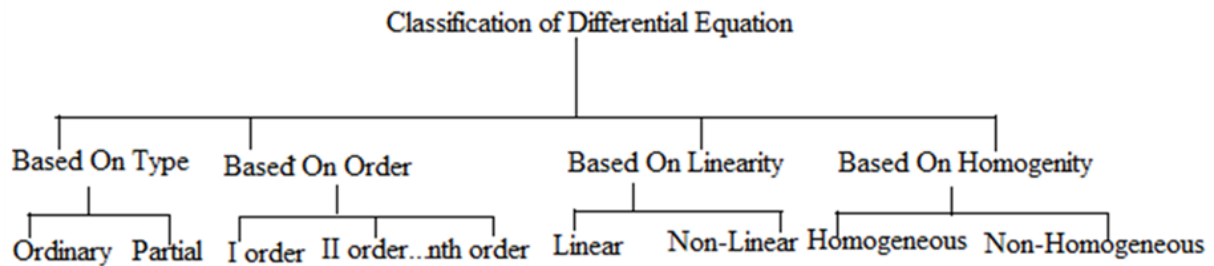 Classification of Differential Equation
Based On Type
Based On Order
Based On Linearity
Based On Homogenity
Ordinary
Partial
I order
II order...nth order
Linear
Non-Linear
Homogeneous
Non-Homogeneous